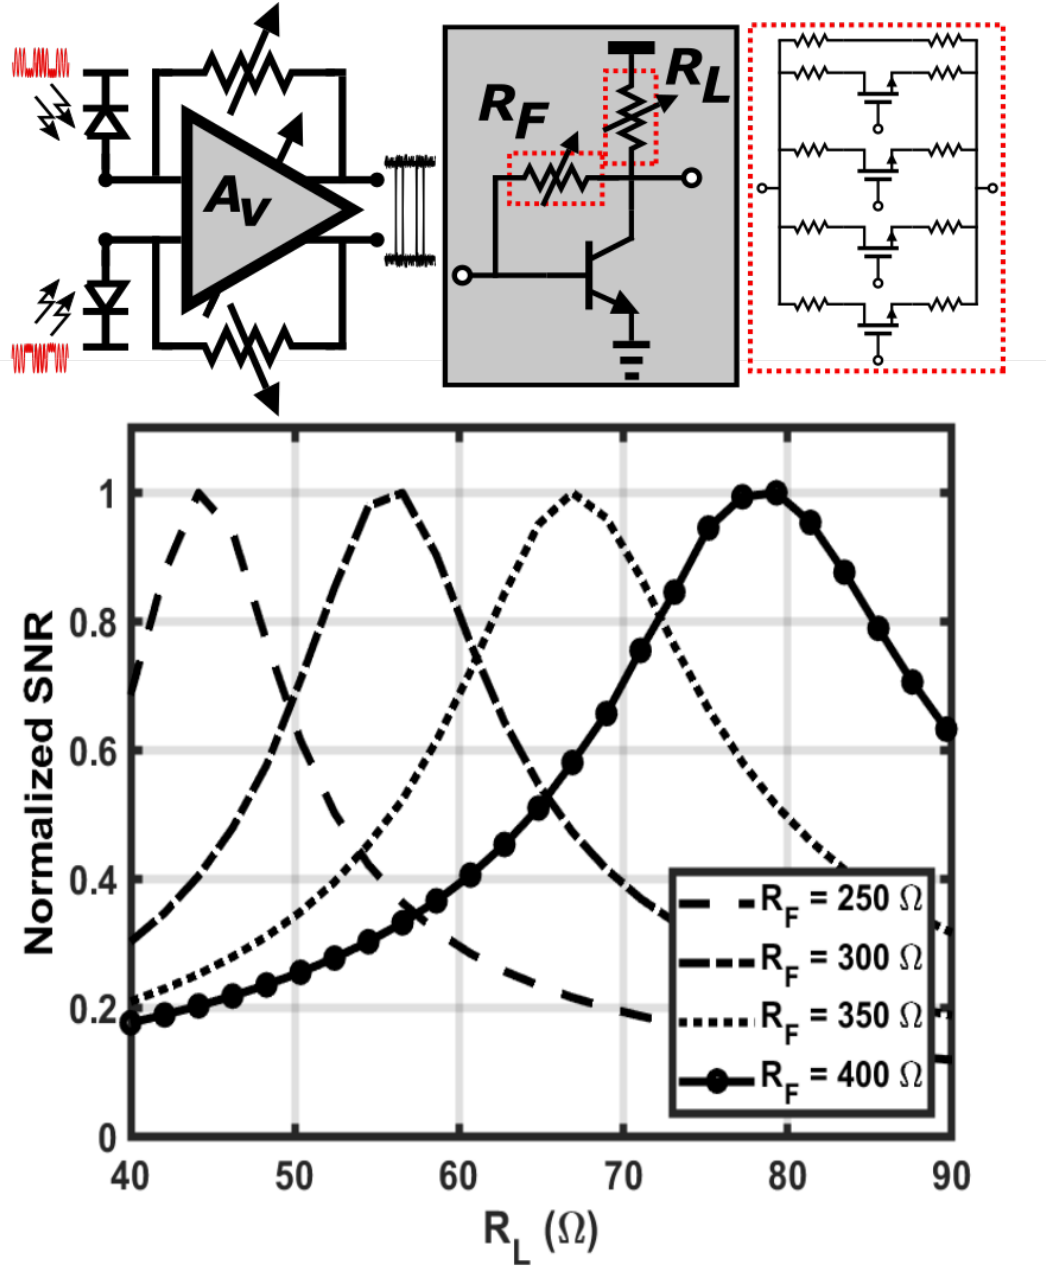 A_V
R_F
R_L
Normalized SNR
1
0.8
0.6
0.4
0.2
0
40 50 60 70 80 90
R_L (Ω)
R_F = 250 Ω
R_F = 300 Ω
R_F = 350 Ω
R_F = 400 Ω